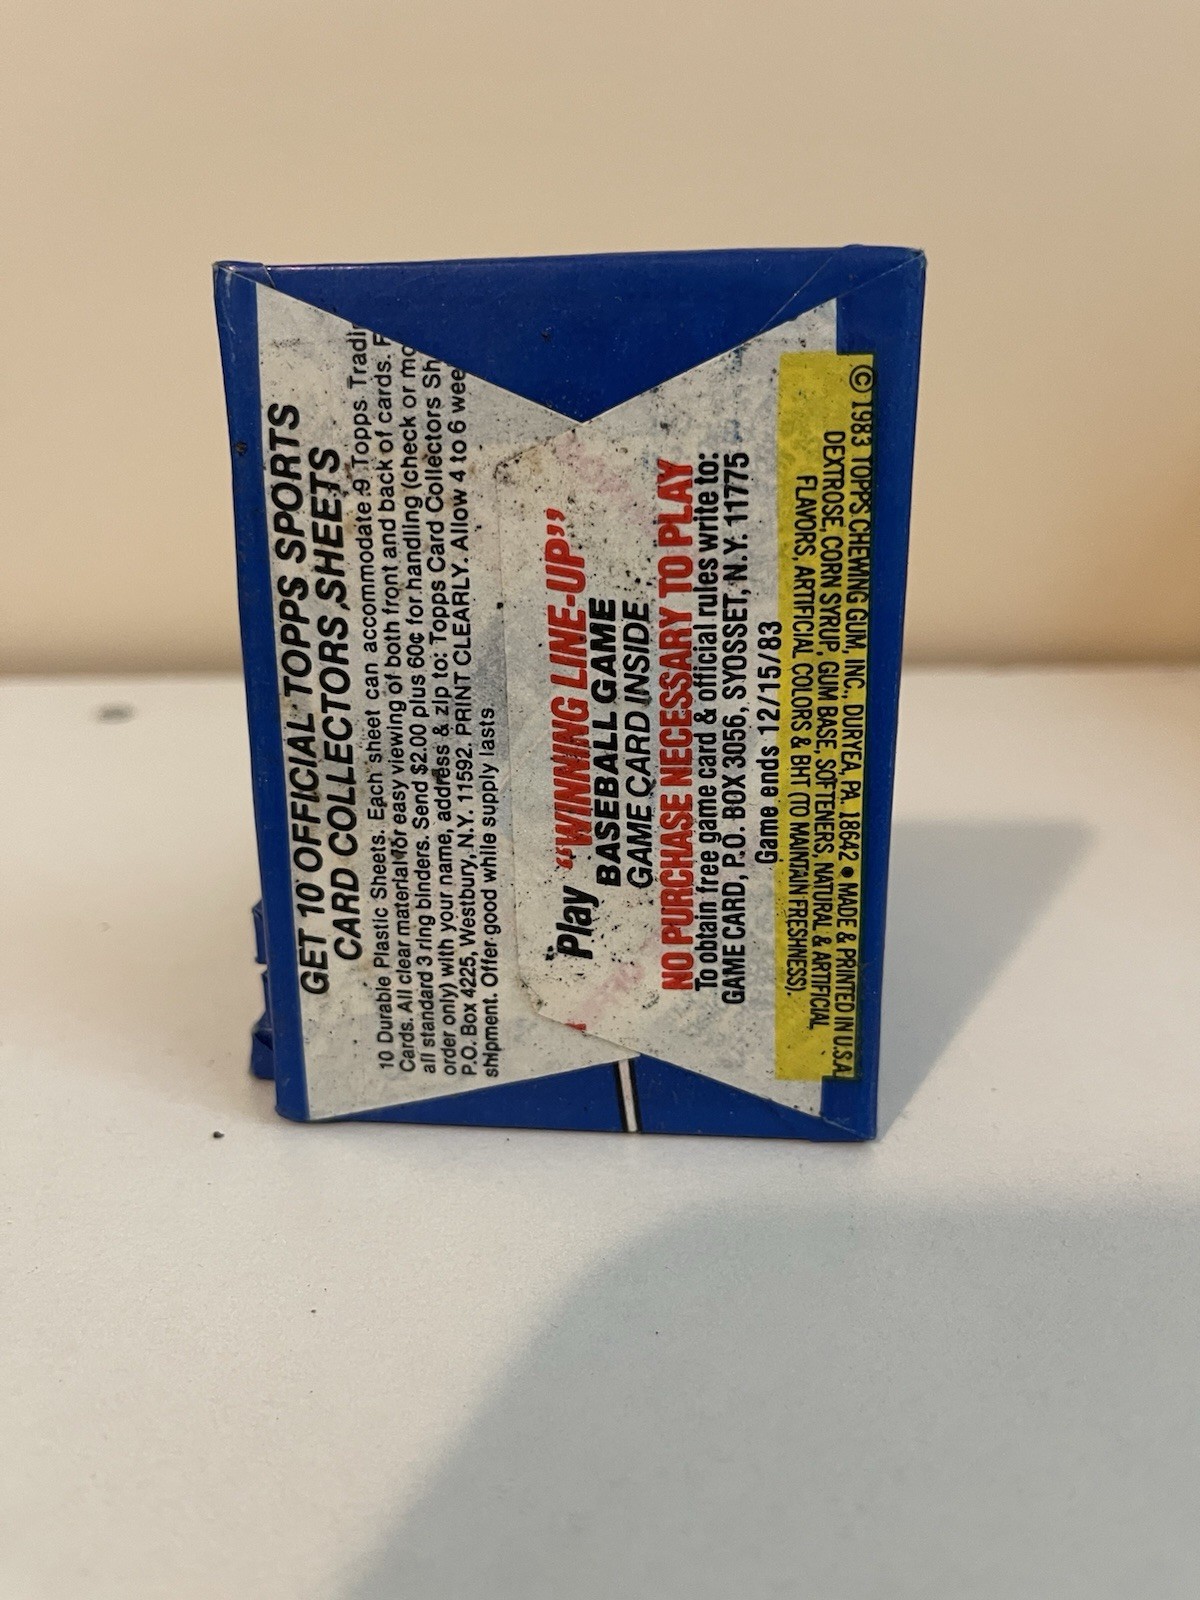 GET 10 OFFICIAL TOPPS SPORTS
CARD COLLECTORS SHEETS
10 Durable Plastic Sheets. Each sheet can accommodate 9 Topps
Cards. All clear material for easy viewing of both front and back of cards.
all standard 3 ring binders. Send $2.00 plus 60¢ for handling (check or
order only) with your name, address & zip to: Topps Card Collectors
P.O. Box 4225, Westbury, N.Y. 11592. PRINT CLEARLY. Allow 4 to 6
shipment. Offer good while supply lasts
Play "WINNING LINE-UP"
BASEBALL GAME
GAME CARD INSIDE
NO PURCHASE NECESSARY TO PLAY
To obtain free game card & official rules write to:
GAME CARD, P.O. BOX 3056, SYOSSET, N.Y. 11775
Game ends 12/15/83
© 1983 TOPPS CHEWING GUM, INC., DURYEA, PA. 18642 • MADE & PRINTED IN U.S.A.
DEXTROSE, CORN SYRUP, GUM BASE, SOFTENERS, NATURAL & ARTIFICIAL
FLAVORS, ARTIFICIAL COLORS & BHT (TO MAINTAIN FRESHNESS).